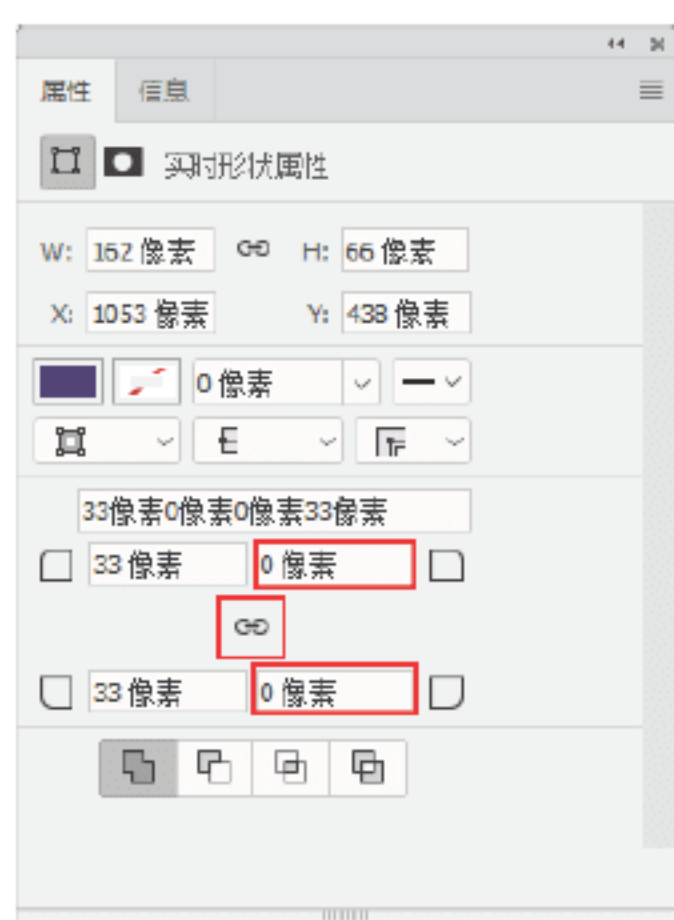 属性 信息
实时形状属性
W: 162 像素 H: 66 像素
X: 1053 像素 Y: 438 像素
0 像素
33像素0像素0像素33像素
33 像素 0 像素
33 像素 0 像素